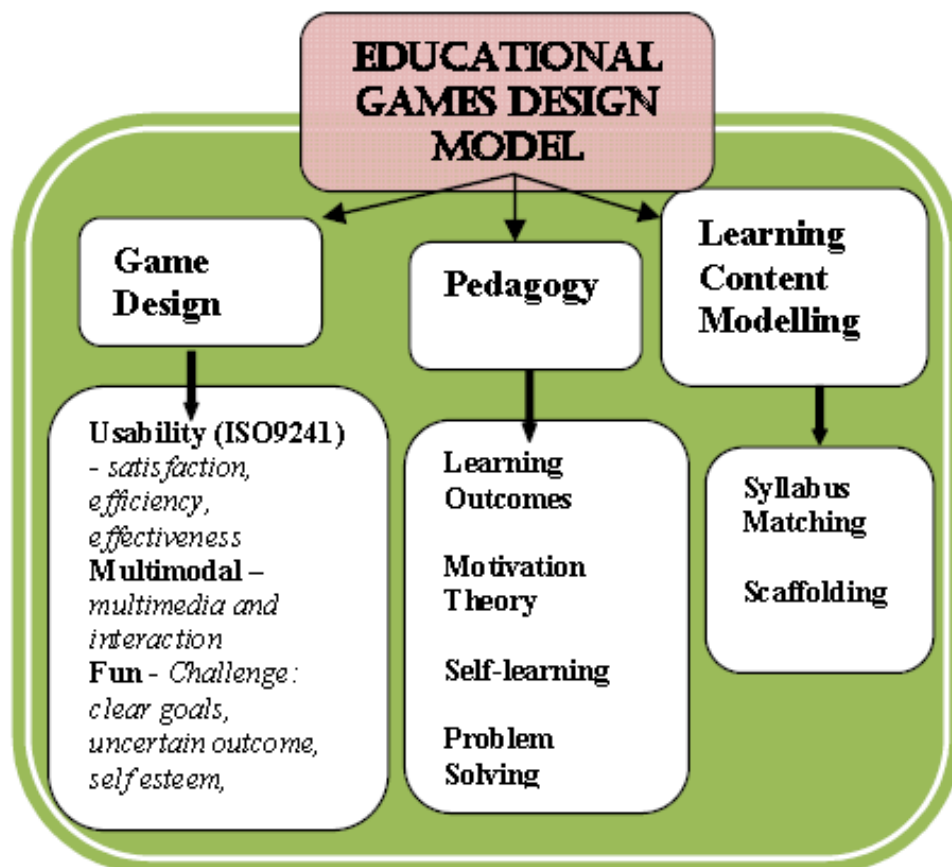 EDUCATIONAL
GAMES DESIGN
MODEL
Game
Design
Pedagogy
Learning
Content
Modelling
Usability (ISO9241)
- satisfaction,
efficiency,
effectiveness
Multimodal –
multimedia and
interaction
Fun - Challenge:
clear goals,
uncertain outcome,
self esteem,
Learning
Outcomes
Motivation
Theory
Self-learning
Problem
Solving
Syllabus
Matching
Scaffolding